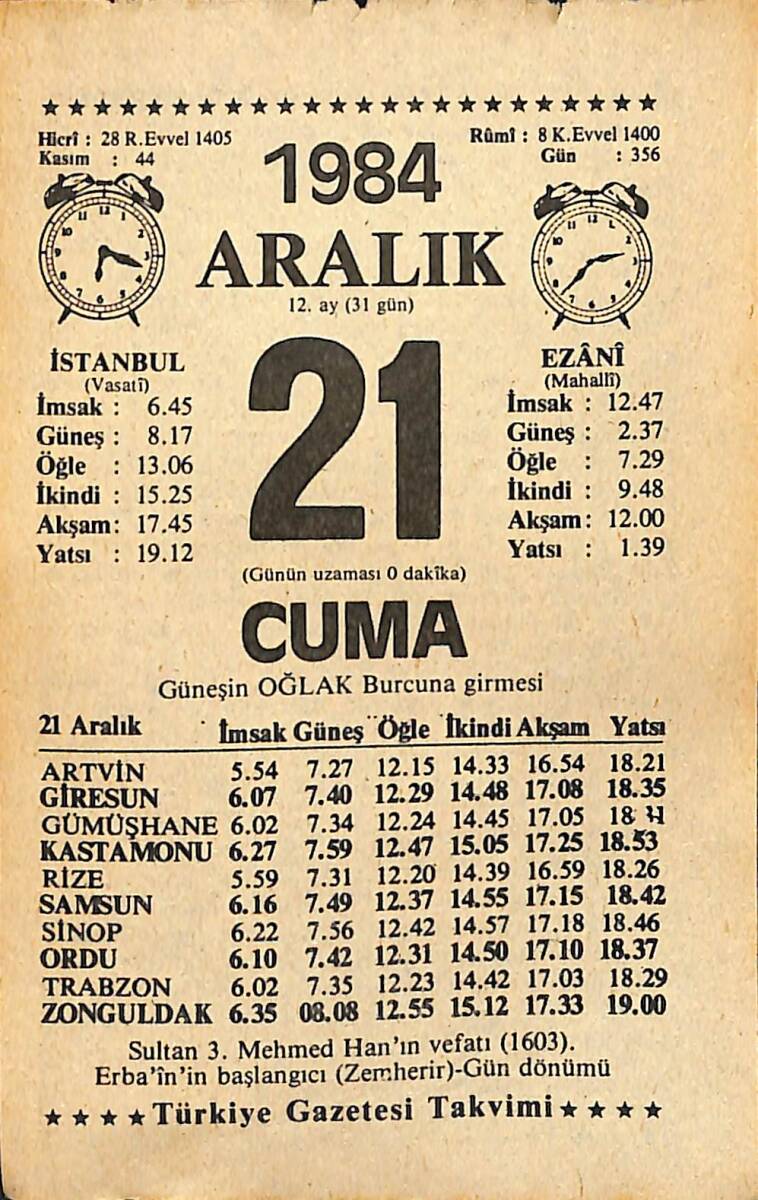 Hicrî : 28 R.Evvel 1405
Kasım : 44
Rûmî : 8 K.Evvel 1400
Gün : 356
1984
ARALIK
12. ay (31 gün)
21
İSTANBUL
(Vasatî)
İmsak : 6.45
Güneş : 8.17
Öğle : 13.06
İkindi : 15.25
Akşam: 17.45
Yatsı : 19.12
EZÂNÎ
(Mahallî)
İmsak : 12.47
Güneş : 2.37
Öğle : 7.29
İkindi : 9.48
Akşam: 12.00
Yatsı : 1.39
(Günün uzaması 0 dakîka)
CUMA
Güneşin OĞLAK Burcuna girmesi
21 Aralık İmsak Güneş Öğle İkindi Akşam Yatsı
ARTVİN 5.54 7.27 12.15 14.33 16.54 18.21
GİRESUN 6.07 7.40 12.29 14.48 17.08 18.35
GÜMÜŞHANE 6.02 7.34 12.24 14.45 17.05 18
KASTAMONU 6.27 7.59 12.47 15.05 17.25 18.53
RİZE 5.59 7.31 12.20 14.39 16.59 18.26
SAMSUN 6.16 7.49 12.37 14.55 17.15 18.42
SİNOP 6.22 7.56 12.42 14.57 17.18 18.46
ORDU 6.10 7.42 12.31 14.50 17.10 18.37
TRABZON 6.02 7.35 12.23 14.42 17.03 18.29
ZONGULDAK 6.35 08.08 12.55 15.12 17.33 19.00
Sultan 3. Mehmed Han'ın vefatı (1603).
Erba'în'in başlangıcı (Zemherir)-Gün dönümü
★ ★ ★ ★ Türkiye Gazetesi Takvimi ★ ★ ★ ★